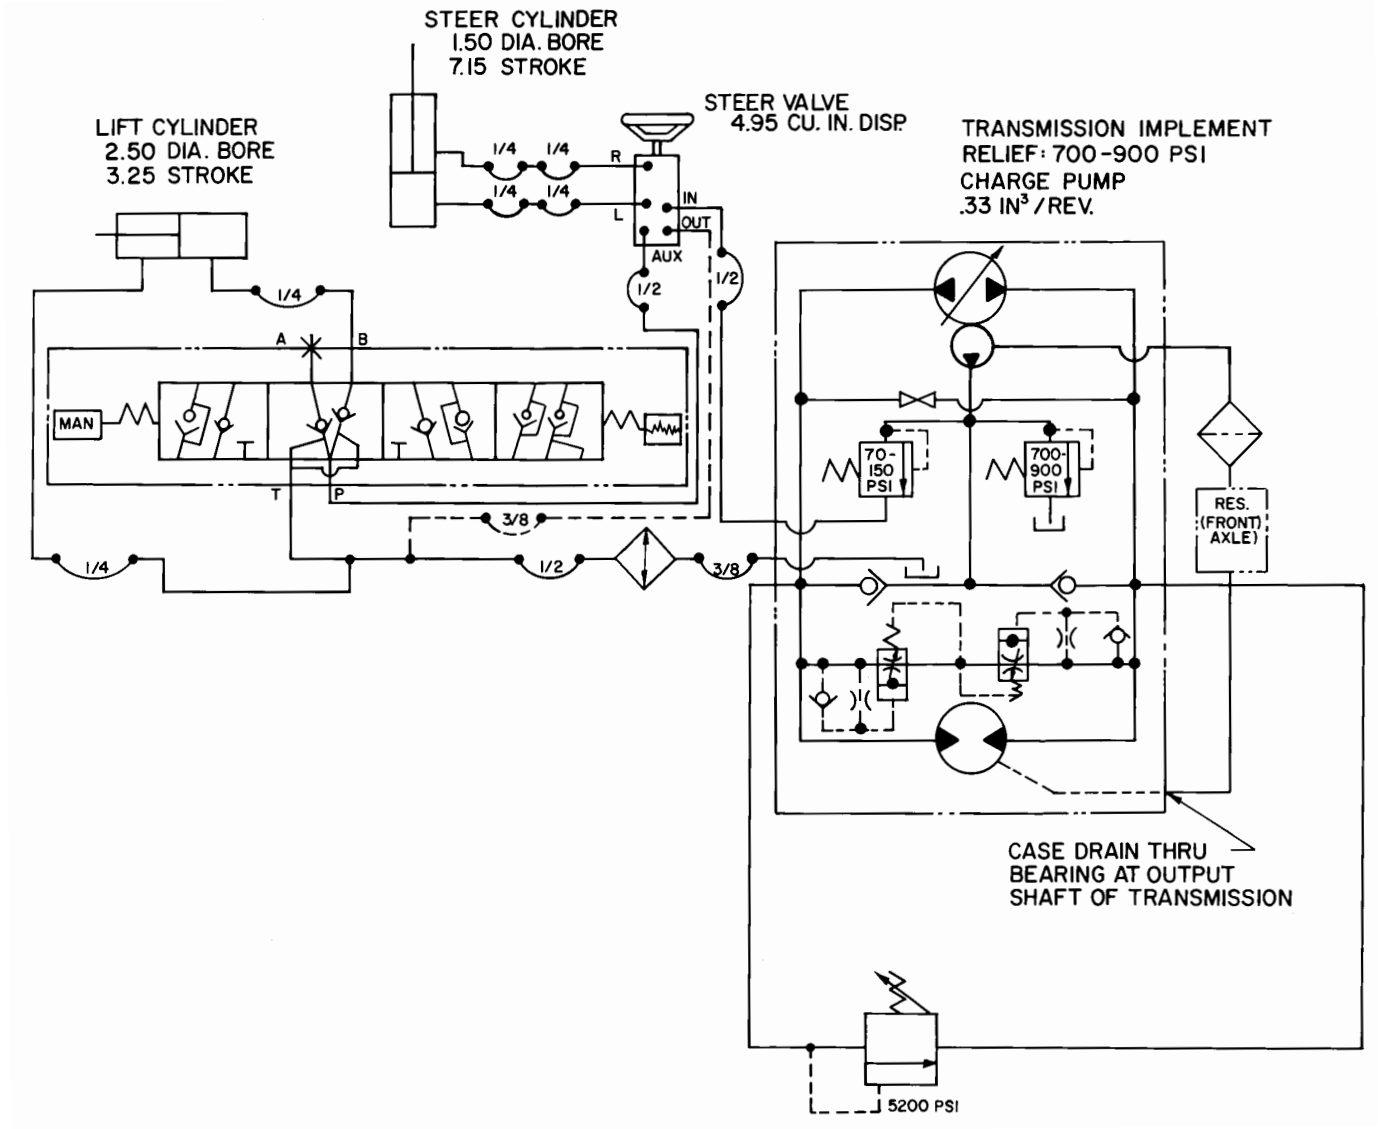 STEER CYLINDER
1.50 DIA. BORE
7.15 STROKE
LIFT CYLINDER
2.50 DIA. BORE
3.25 STROKE
STEER VALVE
4.95 CU. IN. DISP.
TRANSMISSION IMPLEMENT
RELIEF: 700-900 PSI
CHARGE PUMP
.33 IN³/REV.
1/4
1/4
R
1/4
1/4
L
IN
OUT
AUX
1/2
1/2
1/4
A
B
MAN
T
P
3/8
1/4
1/2
3/8
70-
150
PSI
700-
900
PSI
RES.
(FRONT)
AXLE)
CASE DRAIN THRU
BEARING AT OUTPUT
SHAFT OF TRANSMISSION
5200 PSI